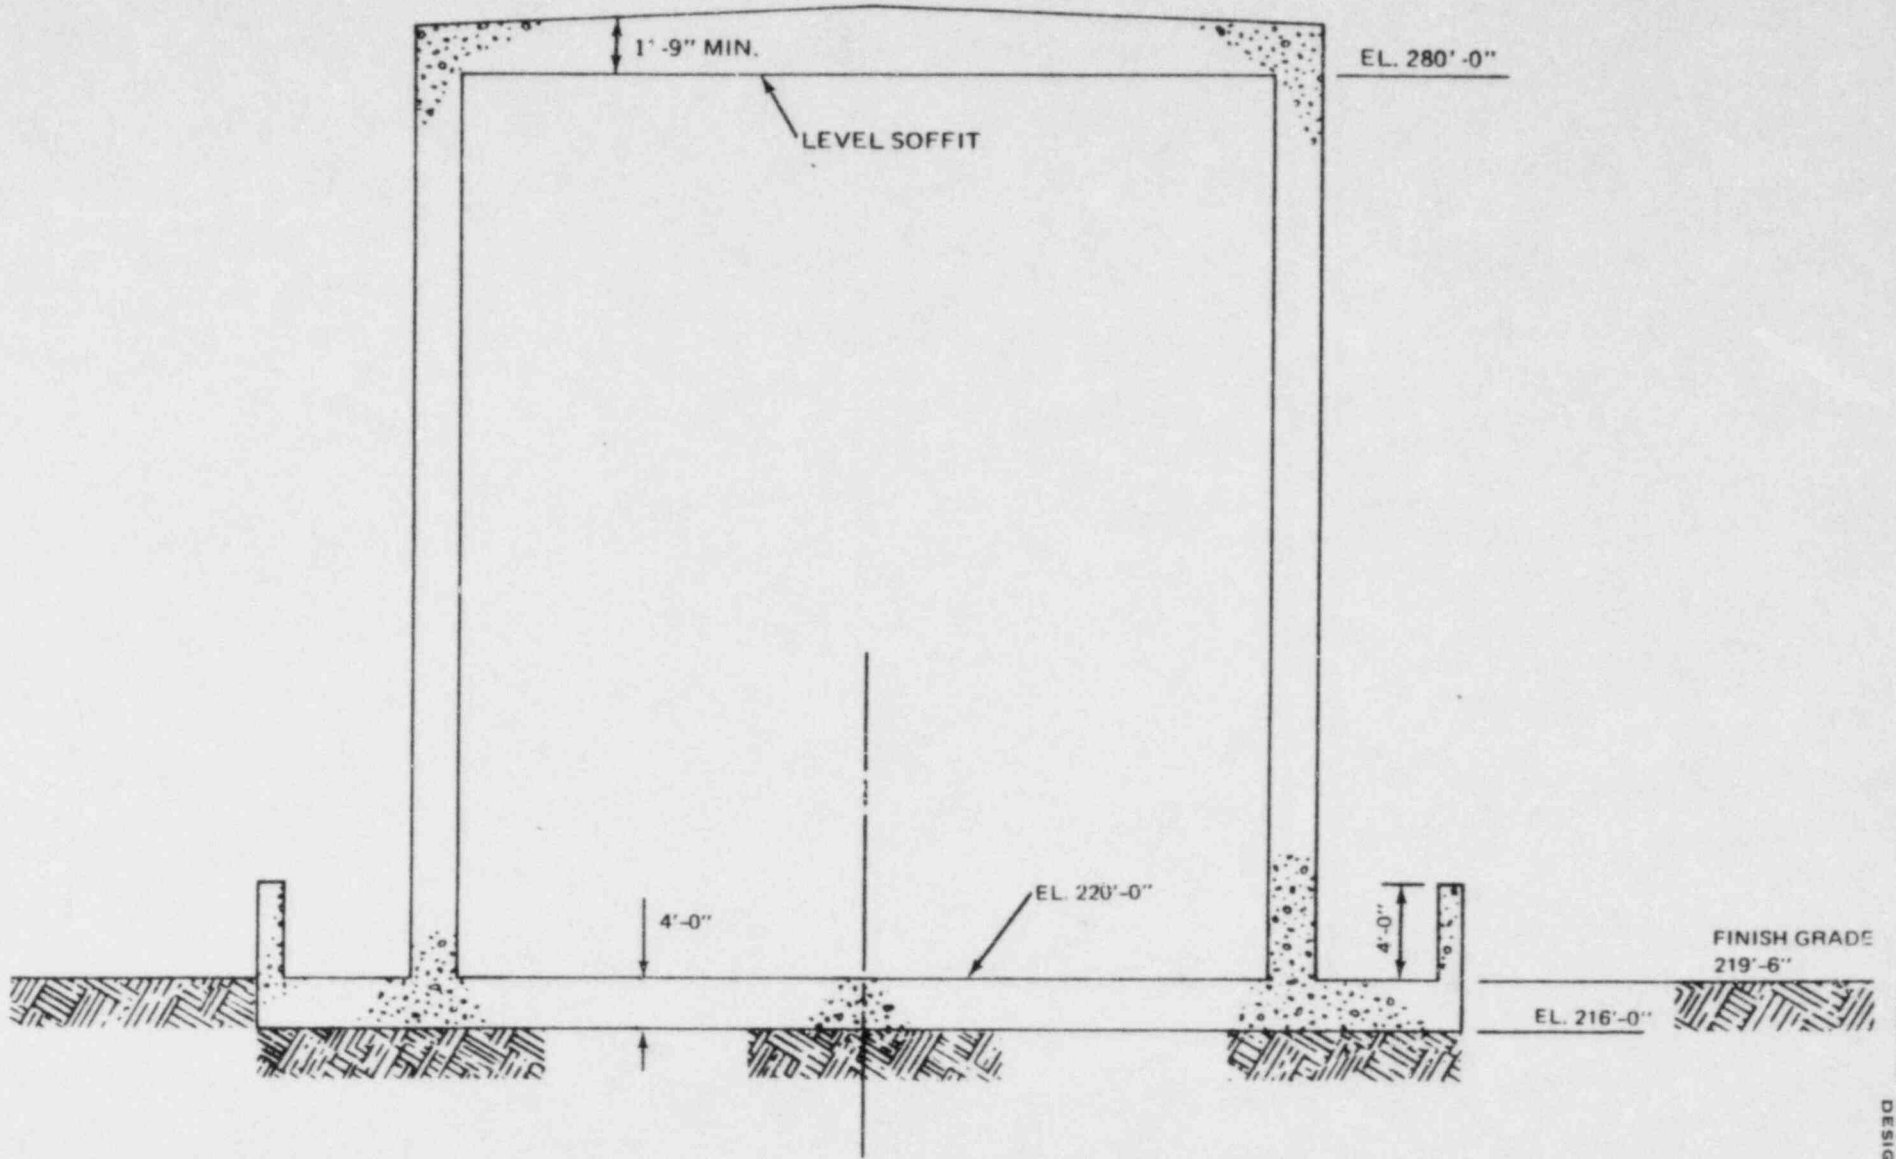 1'-9" MIN.
EL. 280'-0"
LEVEL SOFFIT
EL. 220'-0"
4'-0"
4'-0"
FINISH GRADE
219'-6"
EL. 216'-0"
DESIG